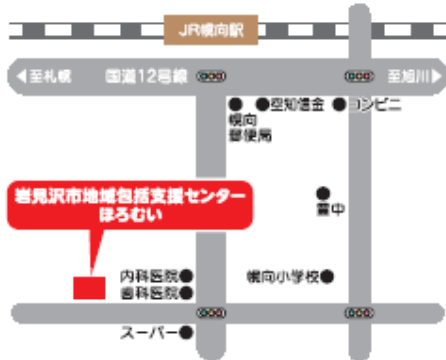 JR幌向駅
至札幌
国道12号線
至旭川
空知信金
コンビニ
幌向
郵便局
岩見沢市地域包括支援センター
ほろむい
豊中
内科医院
歯科医院
幌向小学校
スーパー